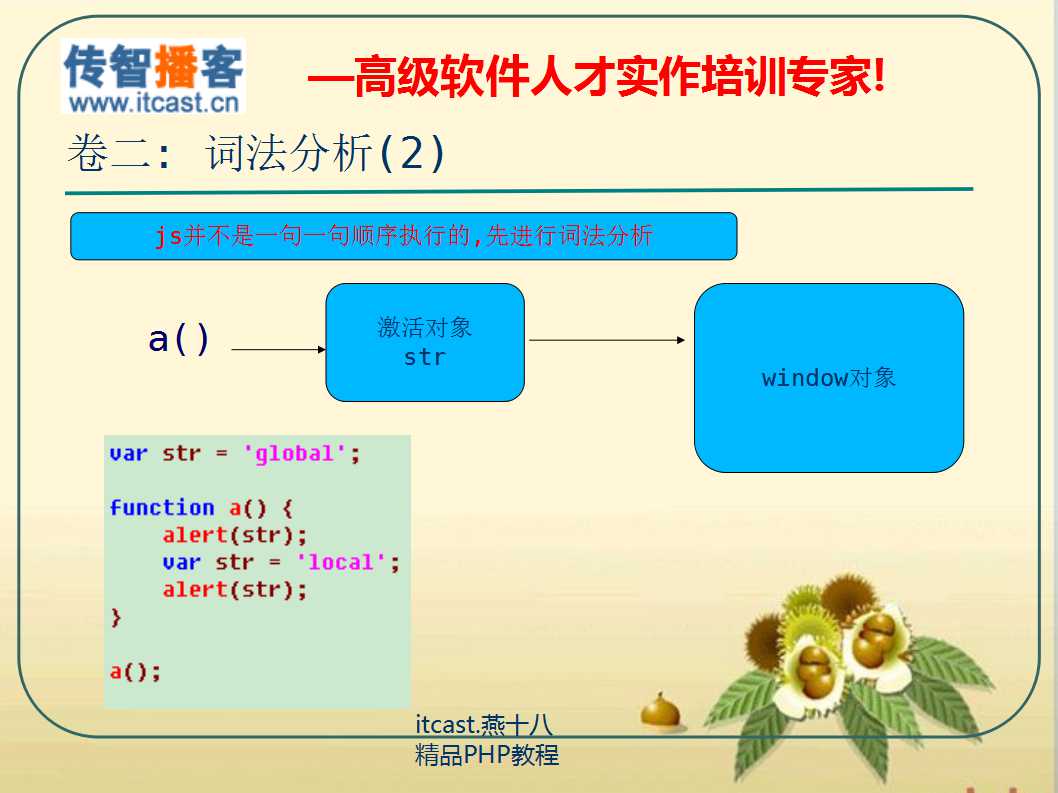 传智播客
www.itcast.cn
—高级软件人才实作培训专家!
卷二: 词法分析(2)
js并不是一句一句顺序执行的,先进行词法分析
a()
激活对象
str
window对象
var str = 'global';
function a() {
    alert(str);
    var str = 'local';
    alert(str);
}
a();
itcast.燕十八
精品PHP教程